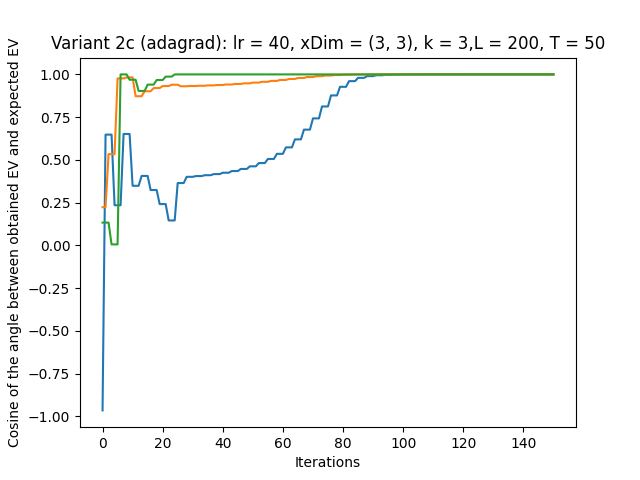 Variant 2c (adagrad): lr = 40, xDim = (3, 3), k = 3,L = 200, T = 50
Cosine of the angle between obtained EV and expected EV
1.00
0.75
0.50
0.25
0.00
−0.25
−0.50
−0.75
−1.00
0 20 40 60 80 100 120 140
Iterations